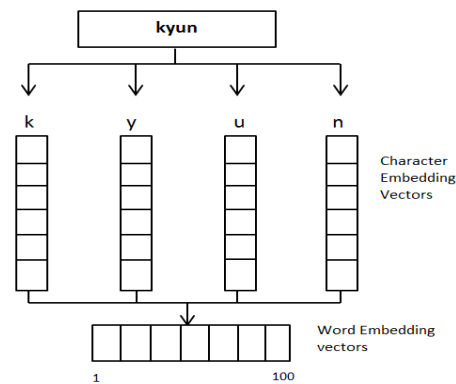 kyun
k y u n
Character
Embedding
Vectors
Word Embedding
vectors
1 100